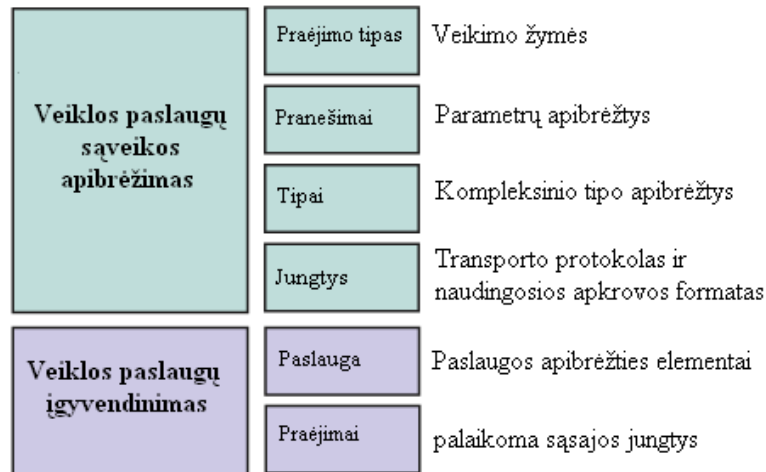 Praėjimo tipas
Veikimo žymės
Veiklos paslaugų
sąveikos
apibrėžimas
Pranešimai
Parametrų apibrėžtys
Tipai
Kompleksinio tipo apibrėžtys
Jungtys
Transporto protokolas ir
naudingosios apkrovos formatas
Veiklos paslaugų
įgyvendinimas
Paslauga
Paslaugos apibrėžties elementai
Praėjimai
palaikoma sąsajos jungtys